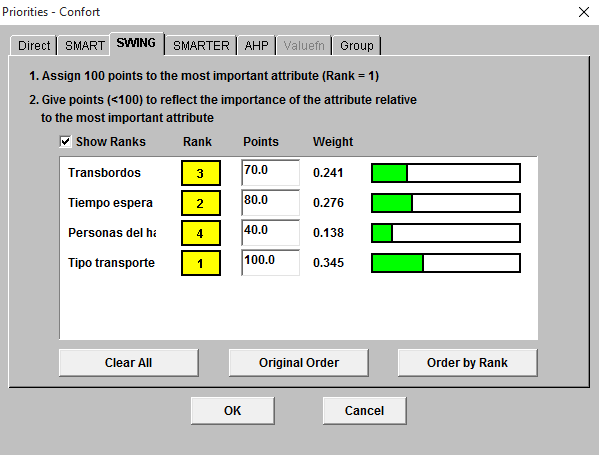 Priorities - Confort
Direct SMART SWING SMARTER AHP Valuefn Group
1. Assign 100 points to the most important attribute (Rank = 1)
2. Give points (<100) to reflect the importance of the attribute relative
to the most important attribute
Show Ranks Rank Points Weight
Transbordos 3 70.0 0.241
Tiempo espera 2 80.0 0.276
Personas del ha 4 40.0 0.138
Tipo transporte 1 100.0 0.345
Clear All Original Order Order by Rank
OK Cancel